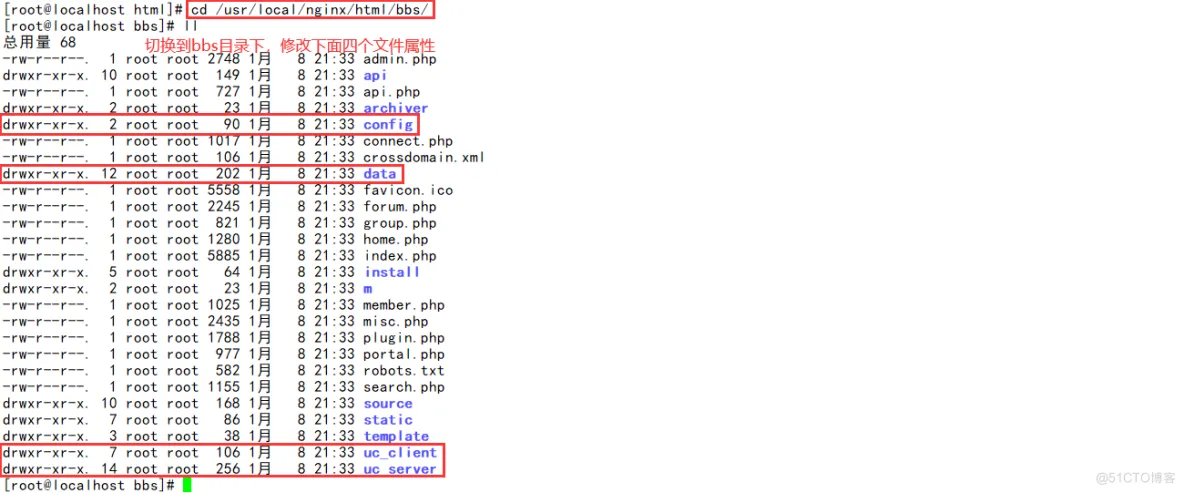 [root@localhost html]# cd /usr/local/nginx/html/bbs/
[root@localhost bbs]# ll
总用量 68
切换到bbs目录下，修改下面四个文件属性
-rw-r--r--. 1 root root 2748 1月 8 21:33 admin.php
drwxr-xr-x. 10 root root 149 1月 8 21:33 api
-rw-r--r--. 1 root root 727 1月 8 21:33 api.php
drwxr-xr-x. 2 root root 23 1月 8 21:33 archiver
drwxr-xr-x. 2 root root 90 1月 8 21:33 config
-rw-r--r--. 1 root root 1017 1月 8 21:33 connect.php
-rw-r--r--. 1 root root 106 1月 8 21:33 crossdomain.xml
drwxr-xr-x. 12 root root 202 1月 8 21:33 data
-rw-r--r--. 1 root root 5558 1月 8 21:33 favicon.ico
-rw-r--r--. 1 root root 2245 1月 8 21:33 forum.php
-rw-r--r--. 1 root root 821 1月 8 21:33 group.php
-rw-r--r--. 1 root root 1280 1月 8 21:33 home.php
-rw-r--r--. 1 root root 5885 1月 8 21:33 index.php
drwxr-xr-x. 5 root root 64 1月 8 21:33 install
drwxr-xr-x. 2 root root 23 1月 8 21:33 m
-rw-r--r--. 1 root root 1025 1月 8 21:33 member.php
-rw-r--r--. 1 root root 2435 1月 8 21:33 misc.php
-rw-r--r--. 1 root root 1788 1月 8 21:33 plugin.php
-rw-r--r--. 1 root root 977 1月 8 21:33 portal.php
-rw-r--r--. 1 root root 582 1月 8 21:33 robots.txt
-rw-r--r--. 1 root root 1155 1月 8 21:33 search.php
drwxr-xr-x. 10 root root 168 1月 8 21:33 source
drwxr-xr-x. 7 root root 86 1月 8 21:33 static
drwxr-xr-x. 3 root root 38 1月 8 21:33 template
drwxr-xr-x. 7 root root 106 1月 8 21:33 uc_client
drwxr-xr-x. 14 root root 256 1月 8 21:33 uc_server
[root@localhost bbs]#
@51CTO博客